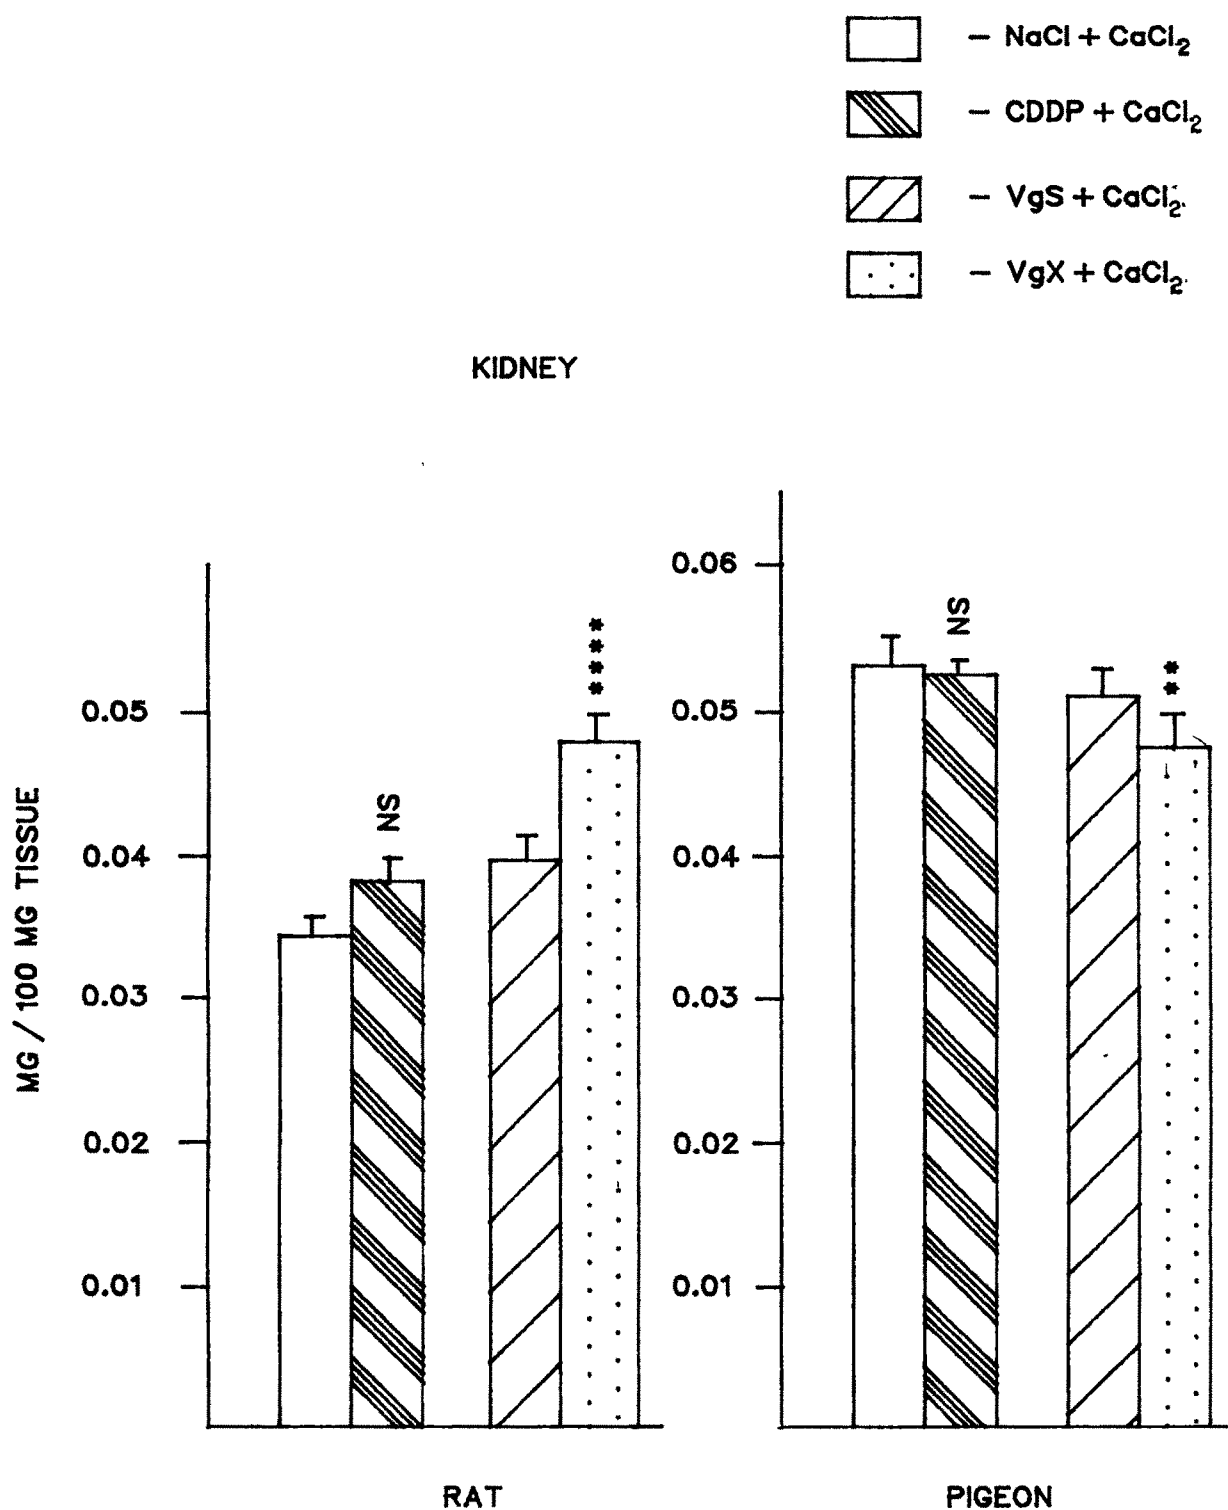 – NaCl + CaCl₂
– CDDP + CaCl₂
– VgS + CaCl₂
– VgX + CaCl₂
KIDNEY
MG / 100 MG TISSUE
0.05
0.04
0.03
0.02
0.01
NS
****
RAT
0.06
0.05
0.04
0.03
0.02
0.01
NS
**
PIGEON